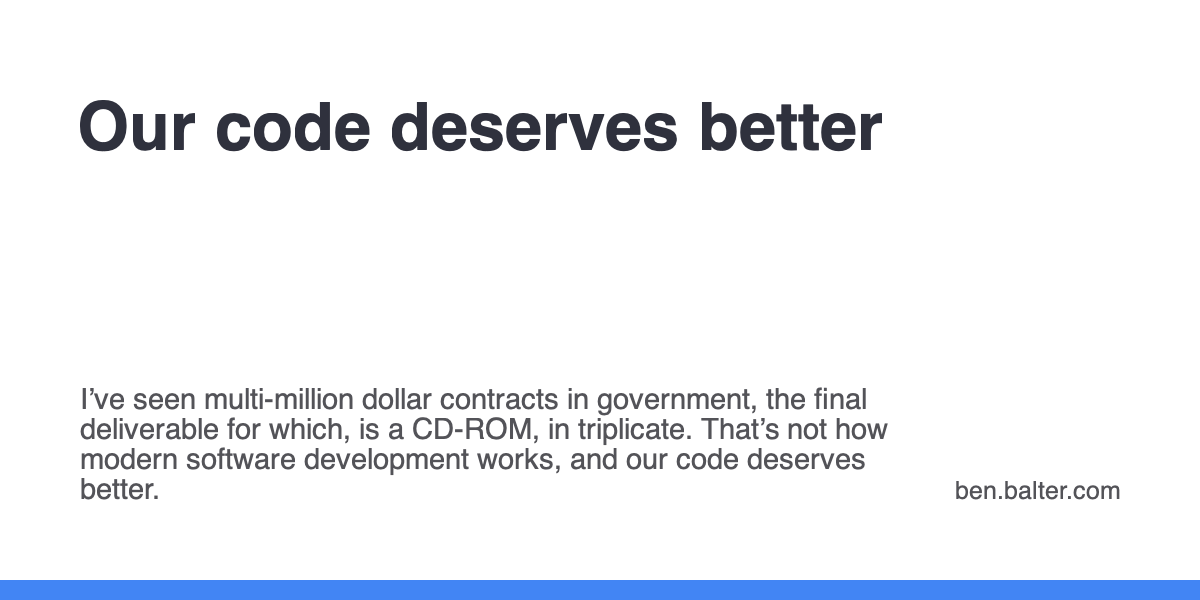 Our code deserves better
I’ve seen multi-million dollar contracts in government, the final
deliverable for which, is a CD-ROM, in triplicate. That’s not how
modern software development works, and our code deserves
better.
ben.balter.com